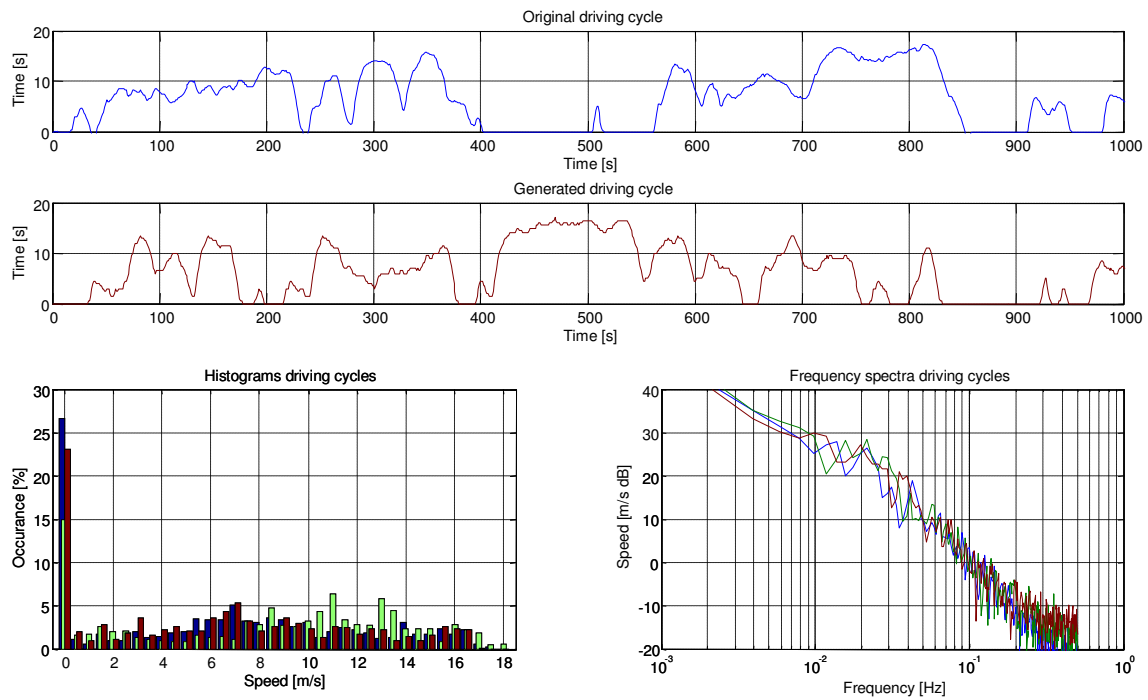 Original driving cycle
Time [s]
20
10
0
0 100 200 300 400 500 600 700 800 900 1000
Time [s]
Generated driving cycle
Time [s]
20
10
0
0 100 200 300 400 500 600 700 800 900 1000
Time [s]
Histograms driving cycles
Occurance [%]
30
25
20
15
10
5
0
0 2 4 6 8 10 12 14 16 18
Speed [m/s]
Frequency spectra driving cycles
Speed [m/s dB]
40
30
20
10
0
-10
-20
10^-3 10^-2 10^-1 10^0
Frequency [Hz]